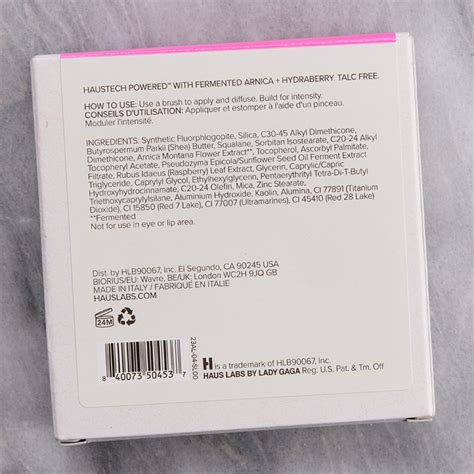 HAUSTECH POWERED™ WITH FERMENTED ARNICA + HYDRABERRY. TALC FREE.
HOW TO USE: Use a brush to apply and diffuse. Build for intensity.
CONSEILS D'UTILISATION: Appliquer et estomper à l'aide d'un pinceau.
Moduler l'intensité.
INGREDIENTS: Synthetic Fluorphlogopite, Silica, C30-45 Alkyl Dimethicone,
Butyrospermum Parkii (Shea) Butter, Squalane, Sorbitan Isostearate, C20-24 Alkyl
Dimethicone, Arnica Montana Flower Extract**, Tocopherol, Ascorbyl Palmitate,
Tocopheryl Acetate, Pseudozyma Epicola/Sunflower Seed Oil Ferment Extract
Filtrate, Rubus Idaeus (Raspberry) Leaf Extract, Glycerin, Caprylic/Capric
Triglyceride, Caprylyl Glycol, Ethylhexylglycerin, Pentaerythrityl Tetra-Di-T-Butyl
Hydroxyhydrocinnamate, C20-24 Olefin, Mica, Zinc Stearate,
Triethoxycaprylylsilane, Aluminum Hydroxide, Alumina, CI 77891 (Titanium
Dioxide), CI 15850 (Red 7 Lake), CI 77007 (Ultramarines), CI 45410 (Red 28 Lake)
**Fermented
Not for use in eye or lip area.
Dist. by HLB90067, Inc. El Segundo, CA 90245 USA
BIORIUS/EU: Wavre, BE/UK: London WC2H 9JQ GB
MADE IN ITALY / FABRIQUÉ EN ITALIE
HAUSLABS.COM
24M
23AL-04-SL00
8 40073 50453 7
H is a trademark of HLB90067, Inc.
HAUS LABS BY LADY GAGA Reg. U.S. Pat. & Tm. Off